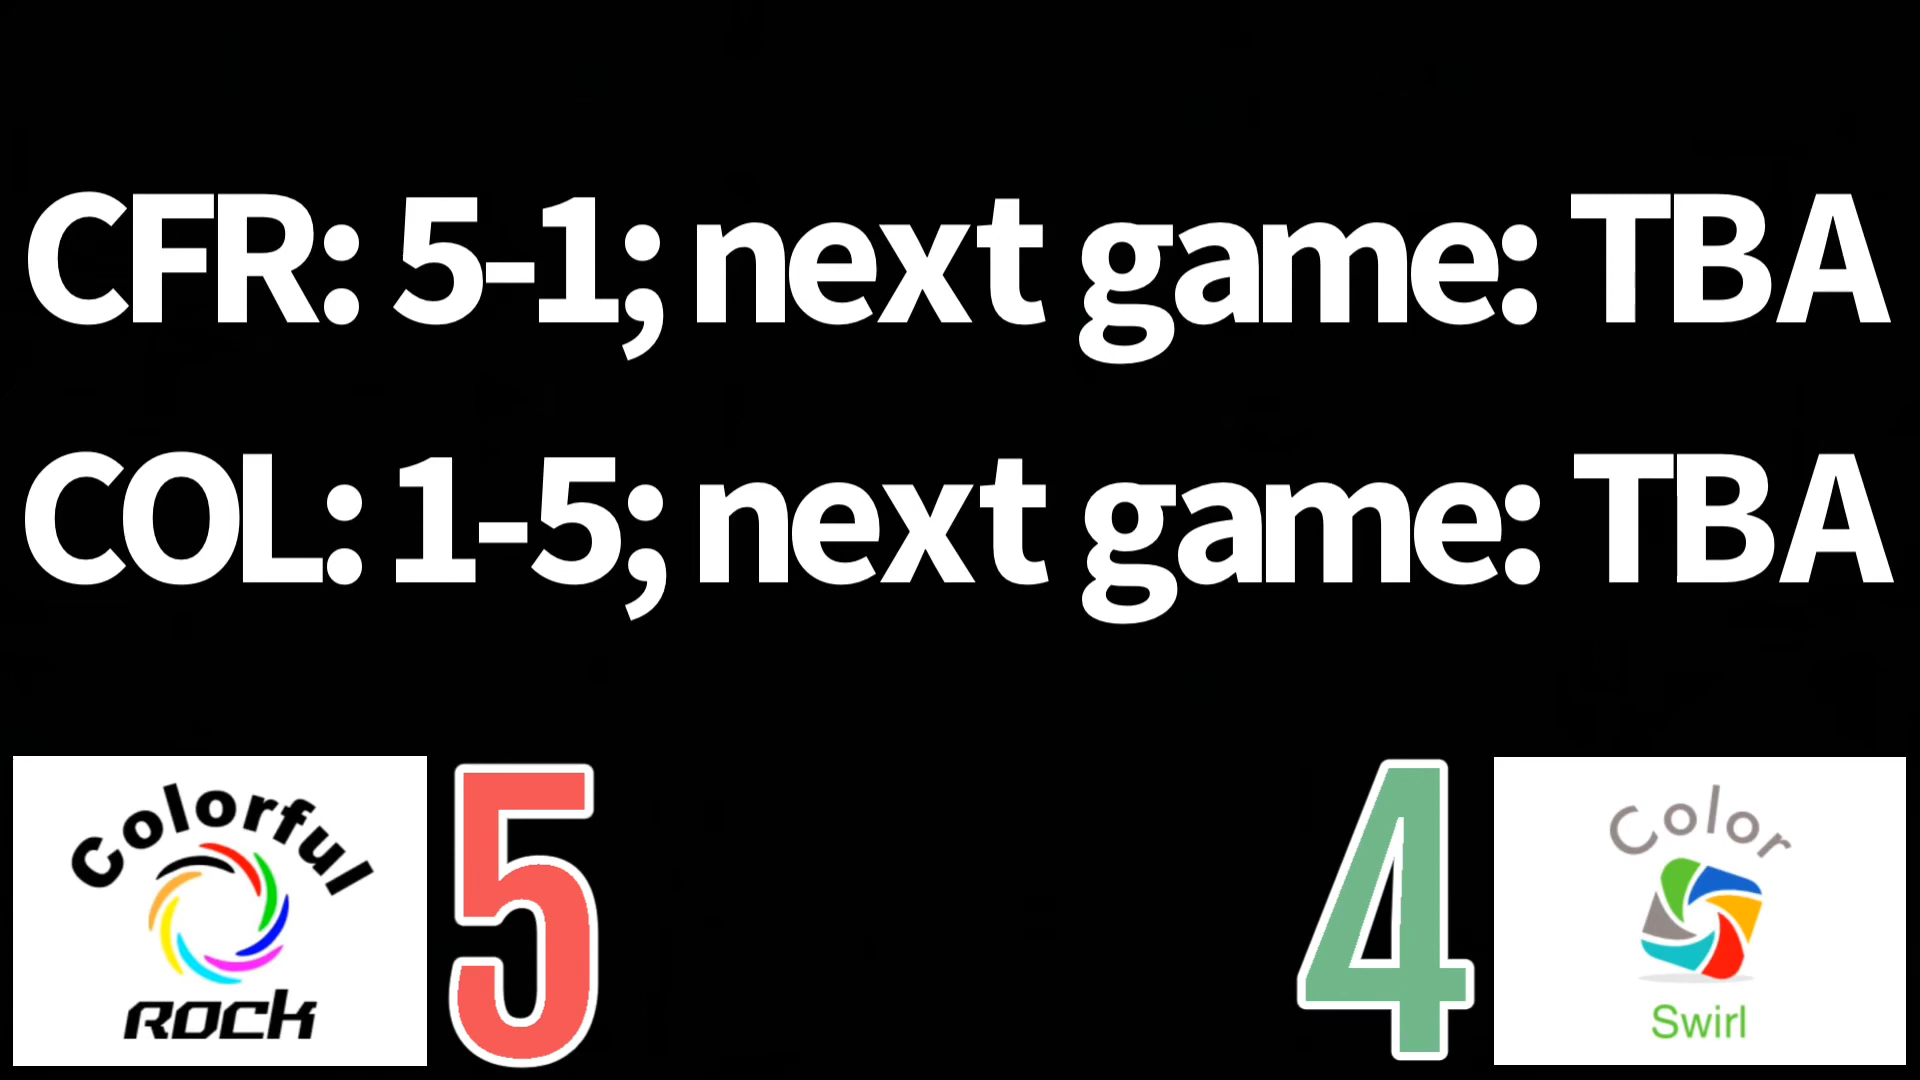 CFR: 5-1; next game: TBA
COL: 1-5; next game: TBA
Colorful
ROCK
5
4
Color
Swirl